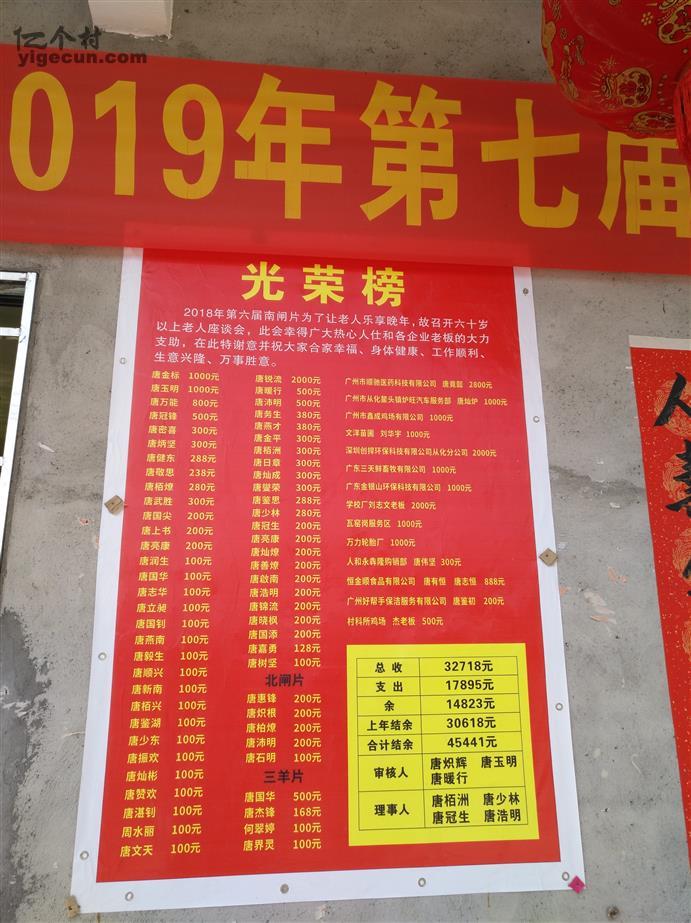 亿个村
yigecun.com
2019年第七届
光荣榜
2018年第六届南闸片为了让老人乐享晚年，故召开六十岁
以上老人座谈会，此会幸得广大热心人仕和各企业老板的大力
支助，在此特谢意并祝大家合家幸福、身体健康、工作顺利、
生意兴隆、万事胜意。
唐金标 1000元
唐玉明 1000元
唐万能 800元
唐冠锋 500元
唐密喜 300元
唐炳坚 300元
唐健东 288元
唐敬思 238元
唐栢燎 280元
唐武胜 300元
唐国尖 200元
唐上书 200元
唐亮康 200元
唐润生 100元
唐国华 100元
唐志华 100元
唐立昶 100元
唐国钊 100元
唐燕南 100元
唐毅生 100元
唐顺兴 100元
唐新南 100元
唐栢兴 100元
唐鉴湖 100元
唐少东 100元
唐振欢 100元
唐灿彬 100元
唐赞欢 100元
唐湛钊 100元
周水丽 100元
唐文天 100元
唐锐流 2000元
唐暖行 500元
唐沛明 500元
唐务生 380元
唐燕才 380元
唐金平 300元
唐栢洲 300元
唐日章 300元
唐灿成 300元
唐燮荣 300元
唐鉴思 288元
唐少林 280元
唐冠生 200元
唐亮康 200元
唐灿燎 200元
唐善燎 200元
唐啟南 200元
唐浩明 200元
唐锦流 200元
唐晓枫 200元
唐国添 200元
唐嘉勇 128元
唐树坚 100元
北闸片
唐惠锋 200元
唐炽根 200元
唐柏燎 200元
唐沛明 200元
唐石明 100元
三羊片
唐国华 500元
唐杰锋 168元
何翠婷 100元
唐界灵 100元
广州市顺驰医药科技有限公司 唐竟懿 2800元
广州市从化鳌头镇炉旺汽车服务部 唐灿炉 1000元
广州市鑫成鸡场有限公司 1000元
文洋苗圃 刘华宇 1000元
深圳创捍环保科技有限公司从化分公司 2000元
广东三天鲜畜牧有限公司 1000元
广东金银山环保科技有限公司 1000元
学校厂刘志文老板 2000元
瓦窑岗服务区 1000元
万力轮胎厂 1000元
人和永犇隆购销部 唐伟坚 300元
恒金顺食品有限公司 唐有恒 唐志恒 888元
广州好帮手保洁服务有限公司 唐鉴初 200元
村科所鸡场 杰老板 500元
总 收 32718元
支 出 17895元
余 14823元
上年结余 30618元
合计结余 45441元
审核人 唐炽辉 唐玉明
唐暖行
理事人 唐栢洲 唐少林
唐冠生 唐浩明